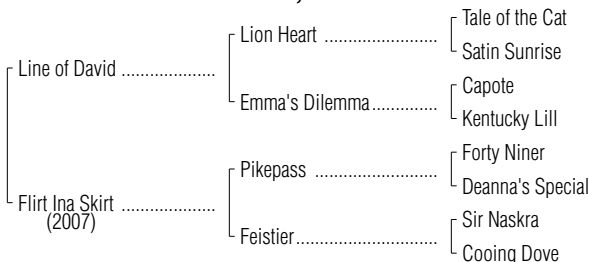 Tale of the Cat
Lion Heart ........................
Satin Sunrise
Line of David ....................
Capote
Emma's Dilemma..............
Kentucky Lill
Forty Niner
Pikepass ..........................
Deanna's Special
Flirt Ina Skirt ....................
(2007)
Sir Naskra
Feistier..............................
Cooing Dove